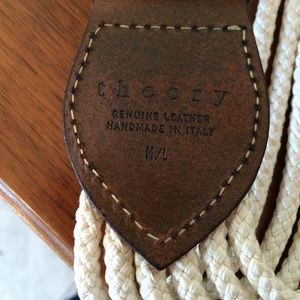 theory
GENUINE LEATHER
HANDMADE IN ITALY
M/L